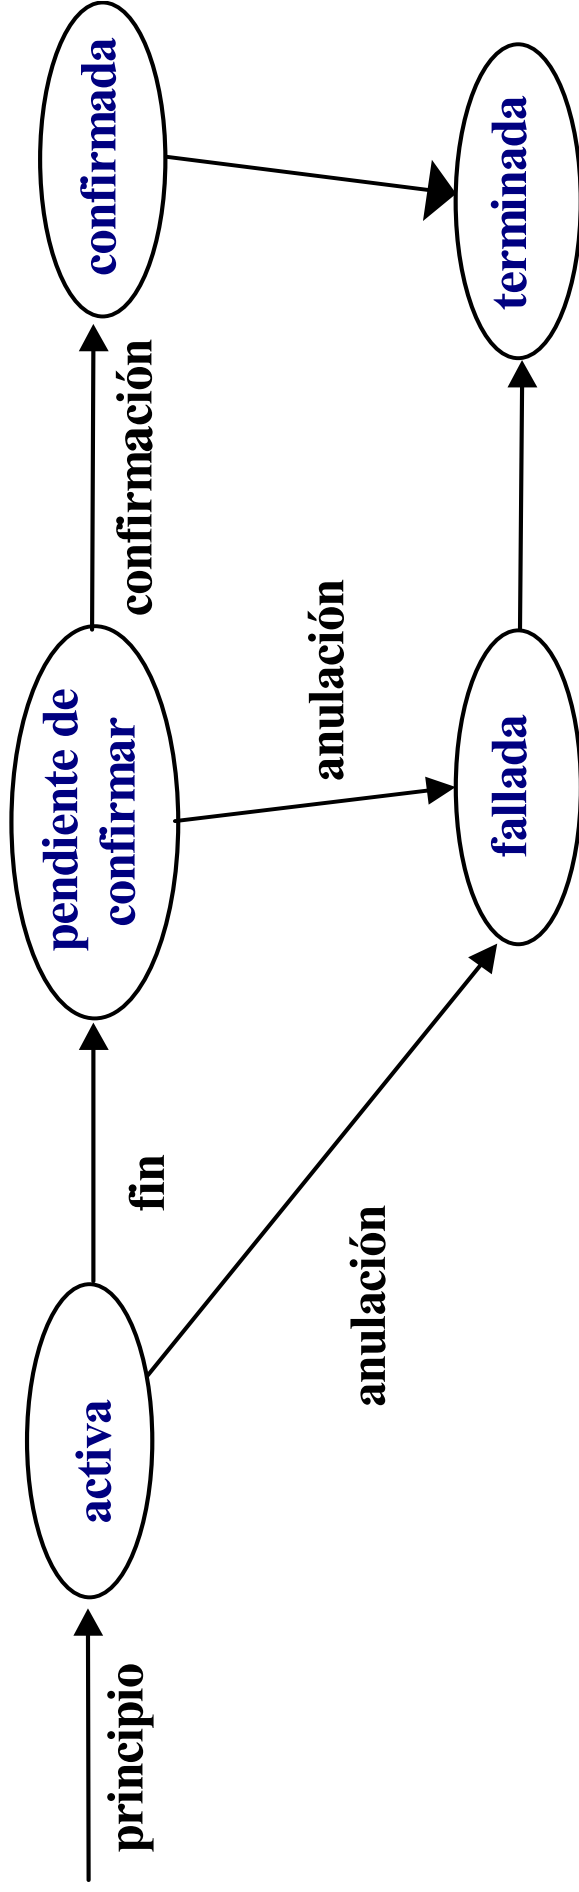 principio
activa
fin
pendiente de
confirmar
confirmación
confirmada
anulación
anulación
fallada
terminada